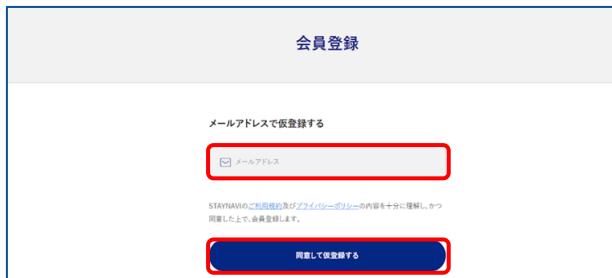 会員登録
メールアドレスで仮登録する
メールアドレス
STAYNAVIのご利用規約及びプライバシーポリシーの内容を十分に理解し、かつ
同意した上で、会員登録します。
同意して仮登録する